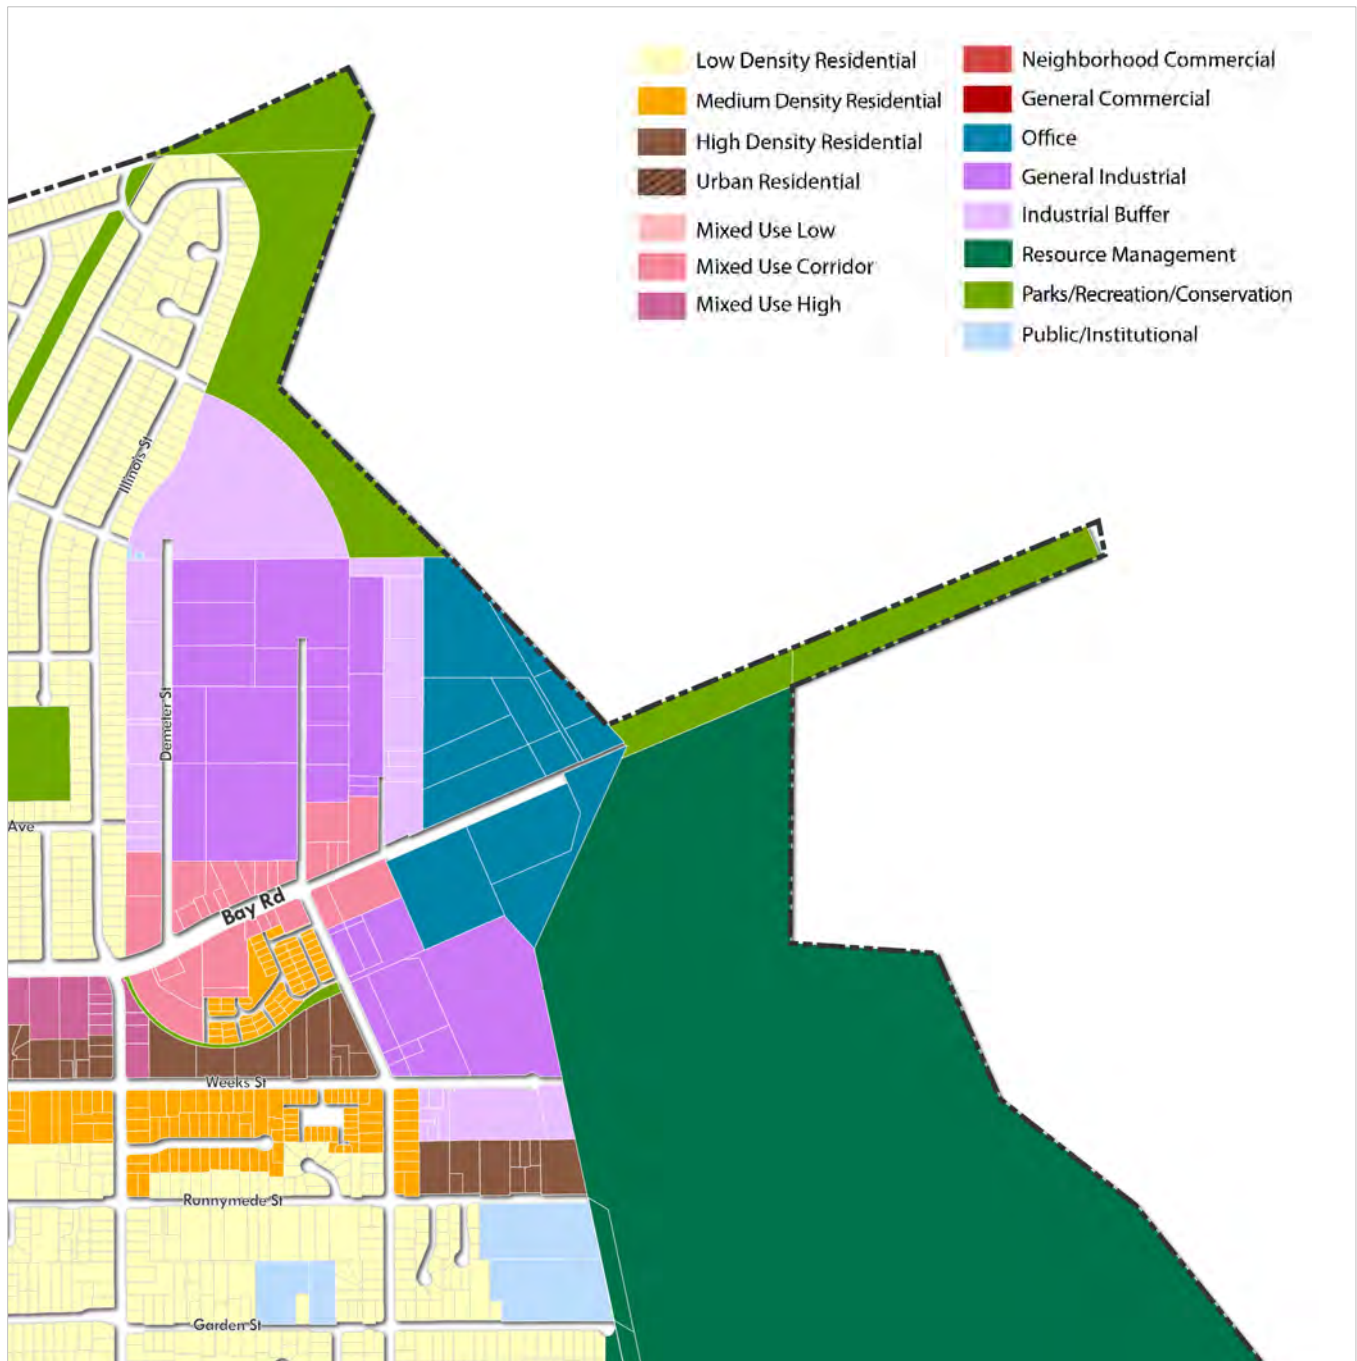 Low Density Residential
Medium Density Residential
High Density Residential
Urban Residential
Mixed Use Low
Mixed Use Corridor
Mixed Use High
Neighborhood Commercial
General Commercial
Office
General Industrial
Industrial Buffer
Resource Management
Parks/Recreation/Conservation
Public/Institutional
Illinois St
Demeter St
Ave
Bay Rd
Weeks St
Runnymede St
Garden St